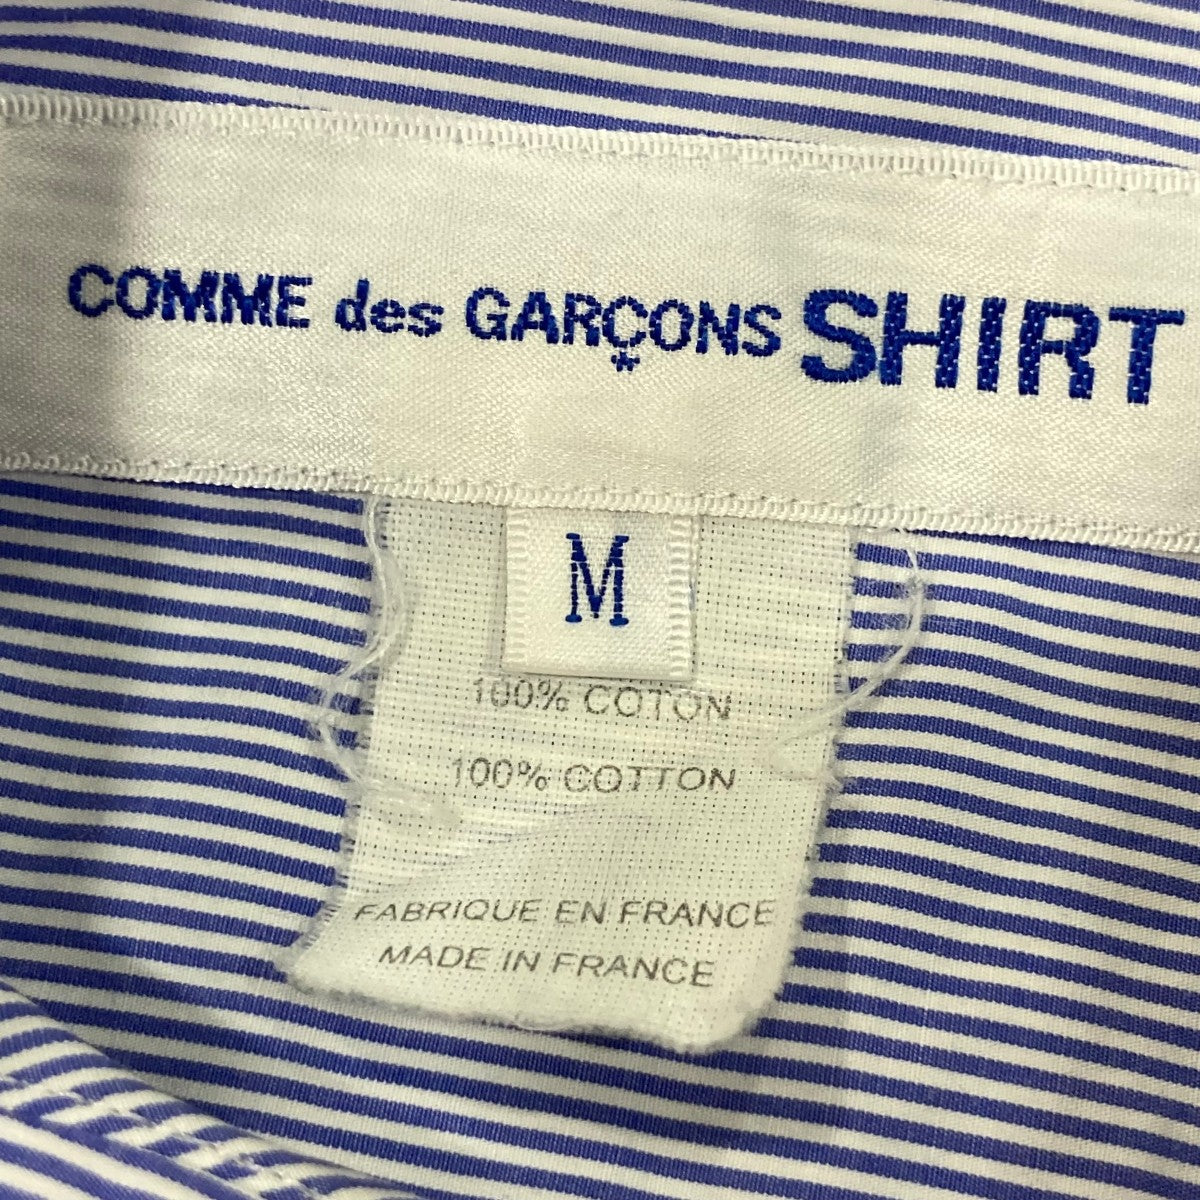 COMME des GARÇONS SHIRT
M
100% COTON
100% COTTON
FABRIQUE EN FRANCE
MADE IN FRANCE